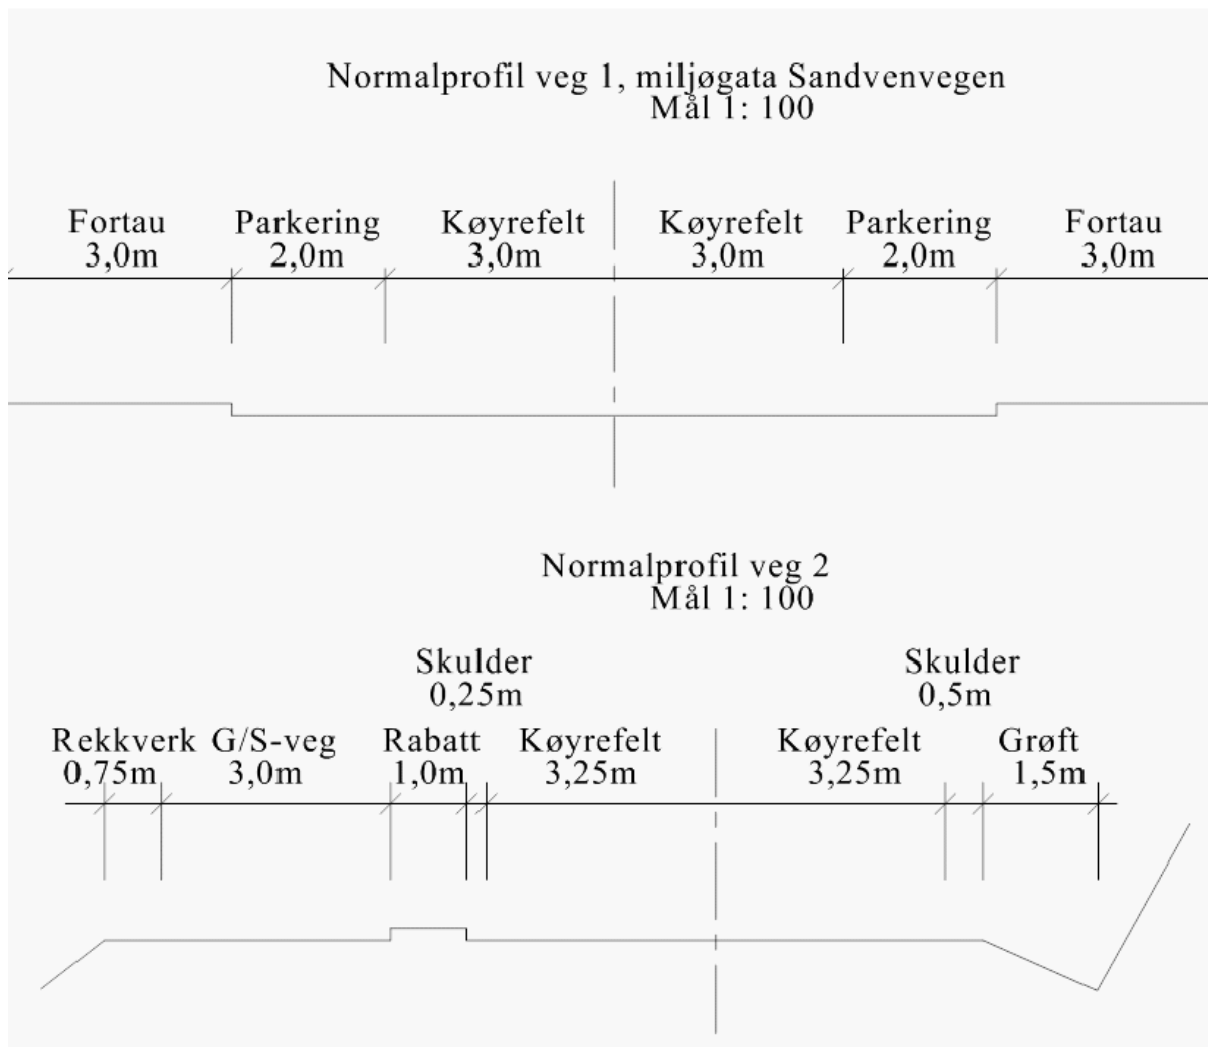 Normalprofil veg 1, miljøgata Sandvenvegen
Mål 1: 100
Fortau Parkering Køyrefelt Køyrefelt Parkering Fortau
3,0m 2,0m 3,0m 3,0m 2,0m 3,0m
Normalprofil veg 2
Mål 1: 100
Skulder Skulder
0,25m 0,5m
Rekkverk G/S-veg Rabatt Køyrefelt Køyrefelt Grøft
0,75m 3,0m 1,0m 3,25m 3,25m 1,5m